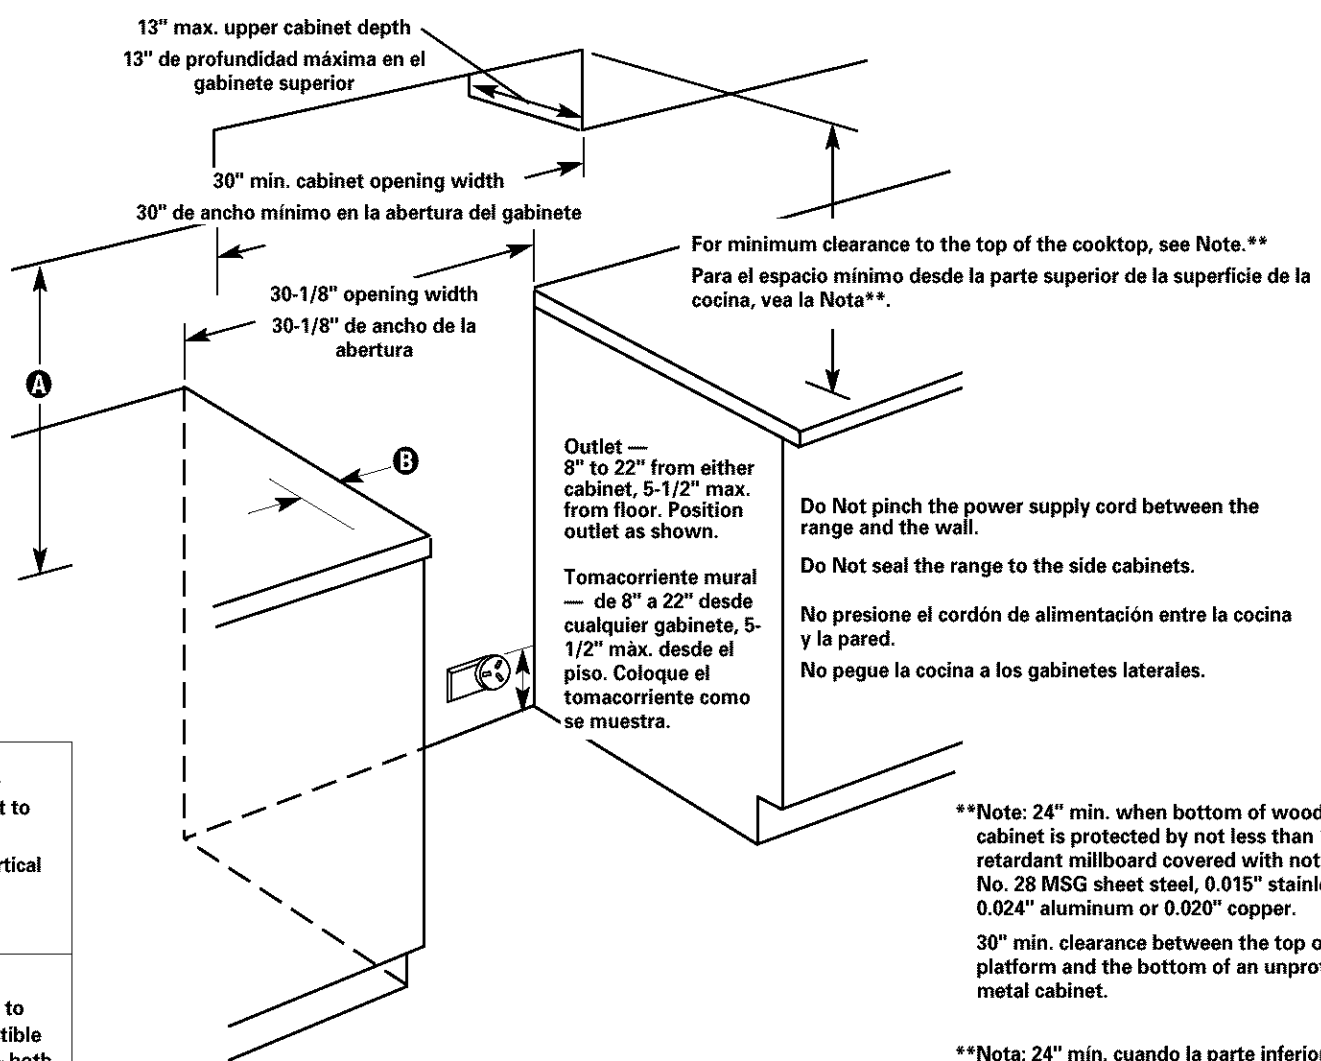 13" max. upper cabinet depth
13" de profundidad máxima en el
gabinete superior
30" min. cabinet opening width
30" de ancho mínimo en la abertura del gabinete
For minimum clearance to the top of the cooktop, see Note.**
Para el espacio mínimo desde la parte superior de la superficie de la
cocina, vea la Nota**.
30-1/8" opening width
30-1/8" de ancho de la
abertura
A
B
Outlet —
8" to 22" from either
cabinet, 5-1/2" max.
from floor. Position
outlet as shown.
Tomacorriente mural
— de 8" a 22" desde
cualquier gabinete, 5-
1/2" màx. desde el
piso. Coloque el
tomacorriente como
se muestra.
Do Not pinch the power supply cord between the
range and the wall.
Do Not seal the range to the side cabinets.
No presione el cordón de alimentación entre la cocina
y la pared.
No pegue la cocina a los gabinetes laterales.
t to
rtical
to
tible
both
**Note: 24" min. when bottom of wood
cabinet is protected by not less than
retardant millboard covered with not
No. 28 MSG sheet steel, 0.015" stainl
0.024" aluminum or 0.020" copper.
30" min. clearance between the top o
platform and the bottom of an unpro
metal cabinet.
**Nota: 24" mín. cuando la parte inferior